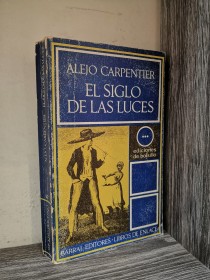 ALEJO CARPENTIER
EL SIGLO
DE LAS LUCES
ediciones
de bolsillo
BARRAL EDITORES - LIBROS DE ENLACE